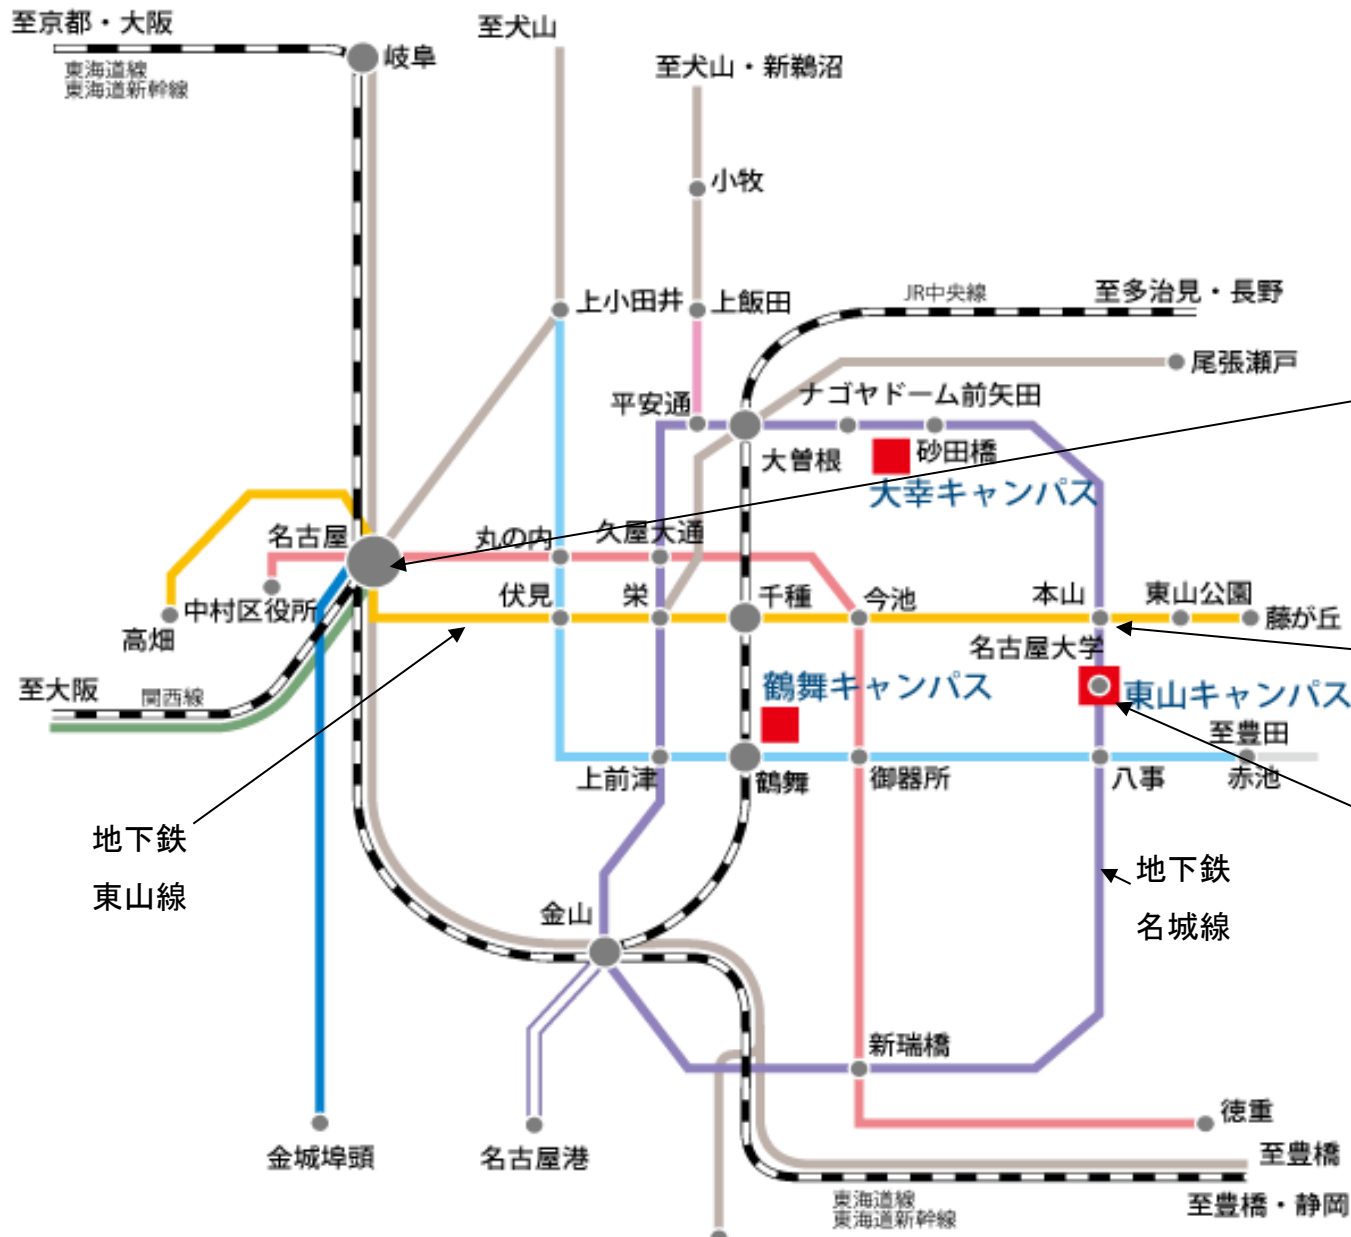 至京都・大阪
東海道線
東海道新幹線
岐阜
至犬山
至犬山・新鵜沼
小牧
上小田井
上飯田
JR中央線
至多治見・長野
尾張瀬戸
平安通
ナゴヤドーム前矢田
大曽根
砂田橋
大幸キャンパス
名古屋
丸の内
久屋大通
中村区役所
高畑
伏見
栄
千種
今池
本山
東山公園
藤が丘
名古屋大学
至大阪
関西線
鶴舞キャンパス
東山キャンパス
至豊田
上前津
鶴舞
御器所
八事
赤池
地下鉄
東山線
地下鉄
名城線
金山
新瑞橋
徳重
金城埠頭
名古屋港
至豊橋
東海道線
東海道新幹線
至豊橋・静岡